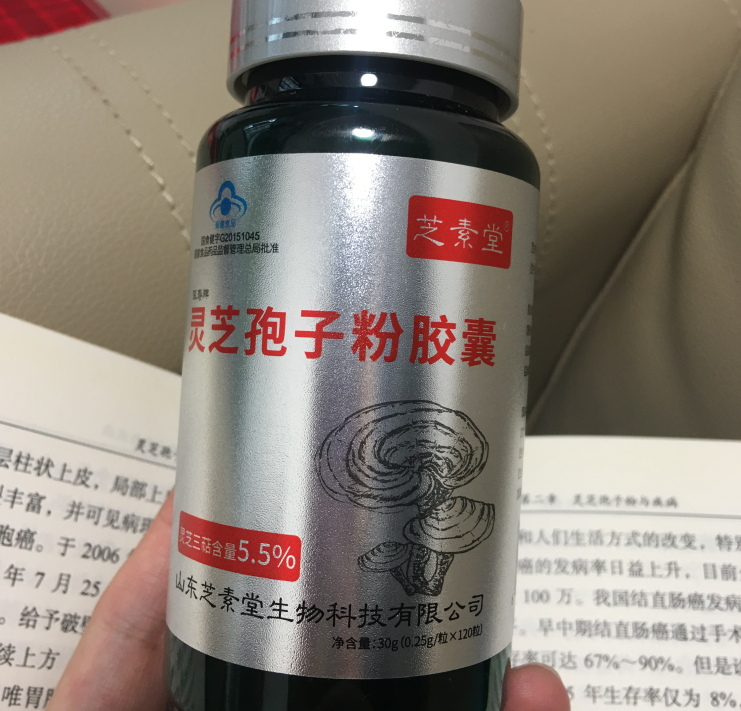 保健食品
国食健字G20151045
国家食品药品监督管理总局批准
芝素堂®
灵芝孢子粉胶囊
灵芝三萜含量5.5%
山东芝素堂生物科技有限公司
净含量:30g(0.25g/粒×120粒)
灵芝孢
层柱状上皮,局部上
丰富,并可见病理
胞癌。于 2006
年 7 月 25
。给予破
续上方
唯胃
第二章 灵芝孢子粉与疾病
和人们生活方式的改变,特别
癌的发病率日益上升,目前
100 万。我国结直肠癌发病
早中期结直肠癌通过手术
存率可达 67%~90%。但是
年生存率仅为 8%,